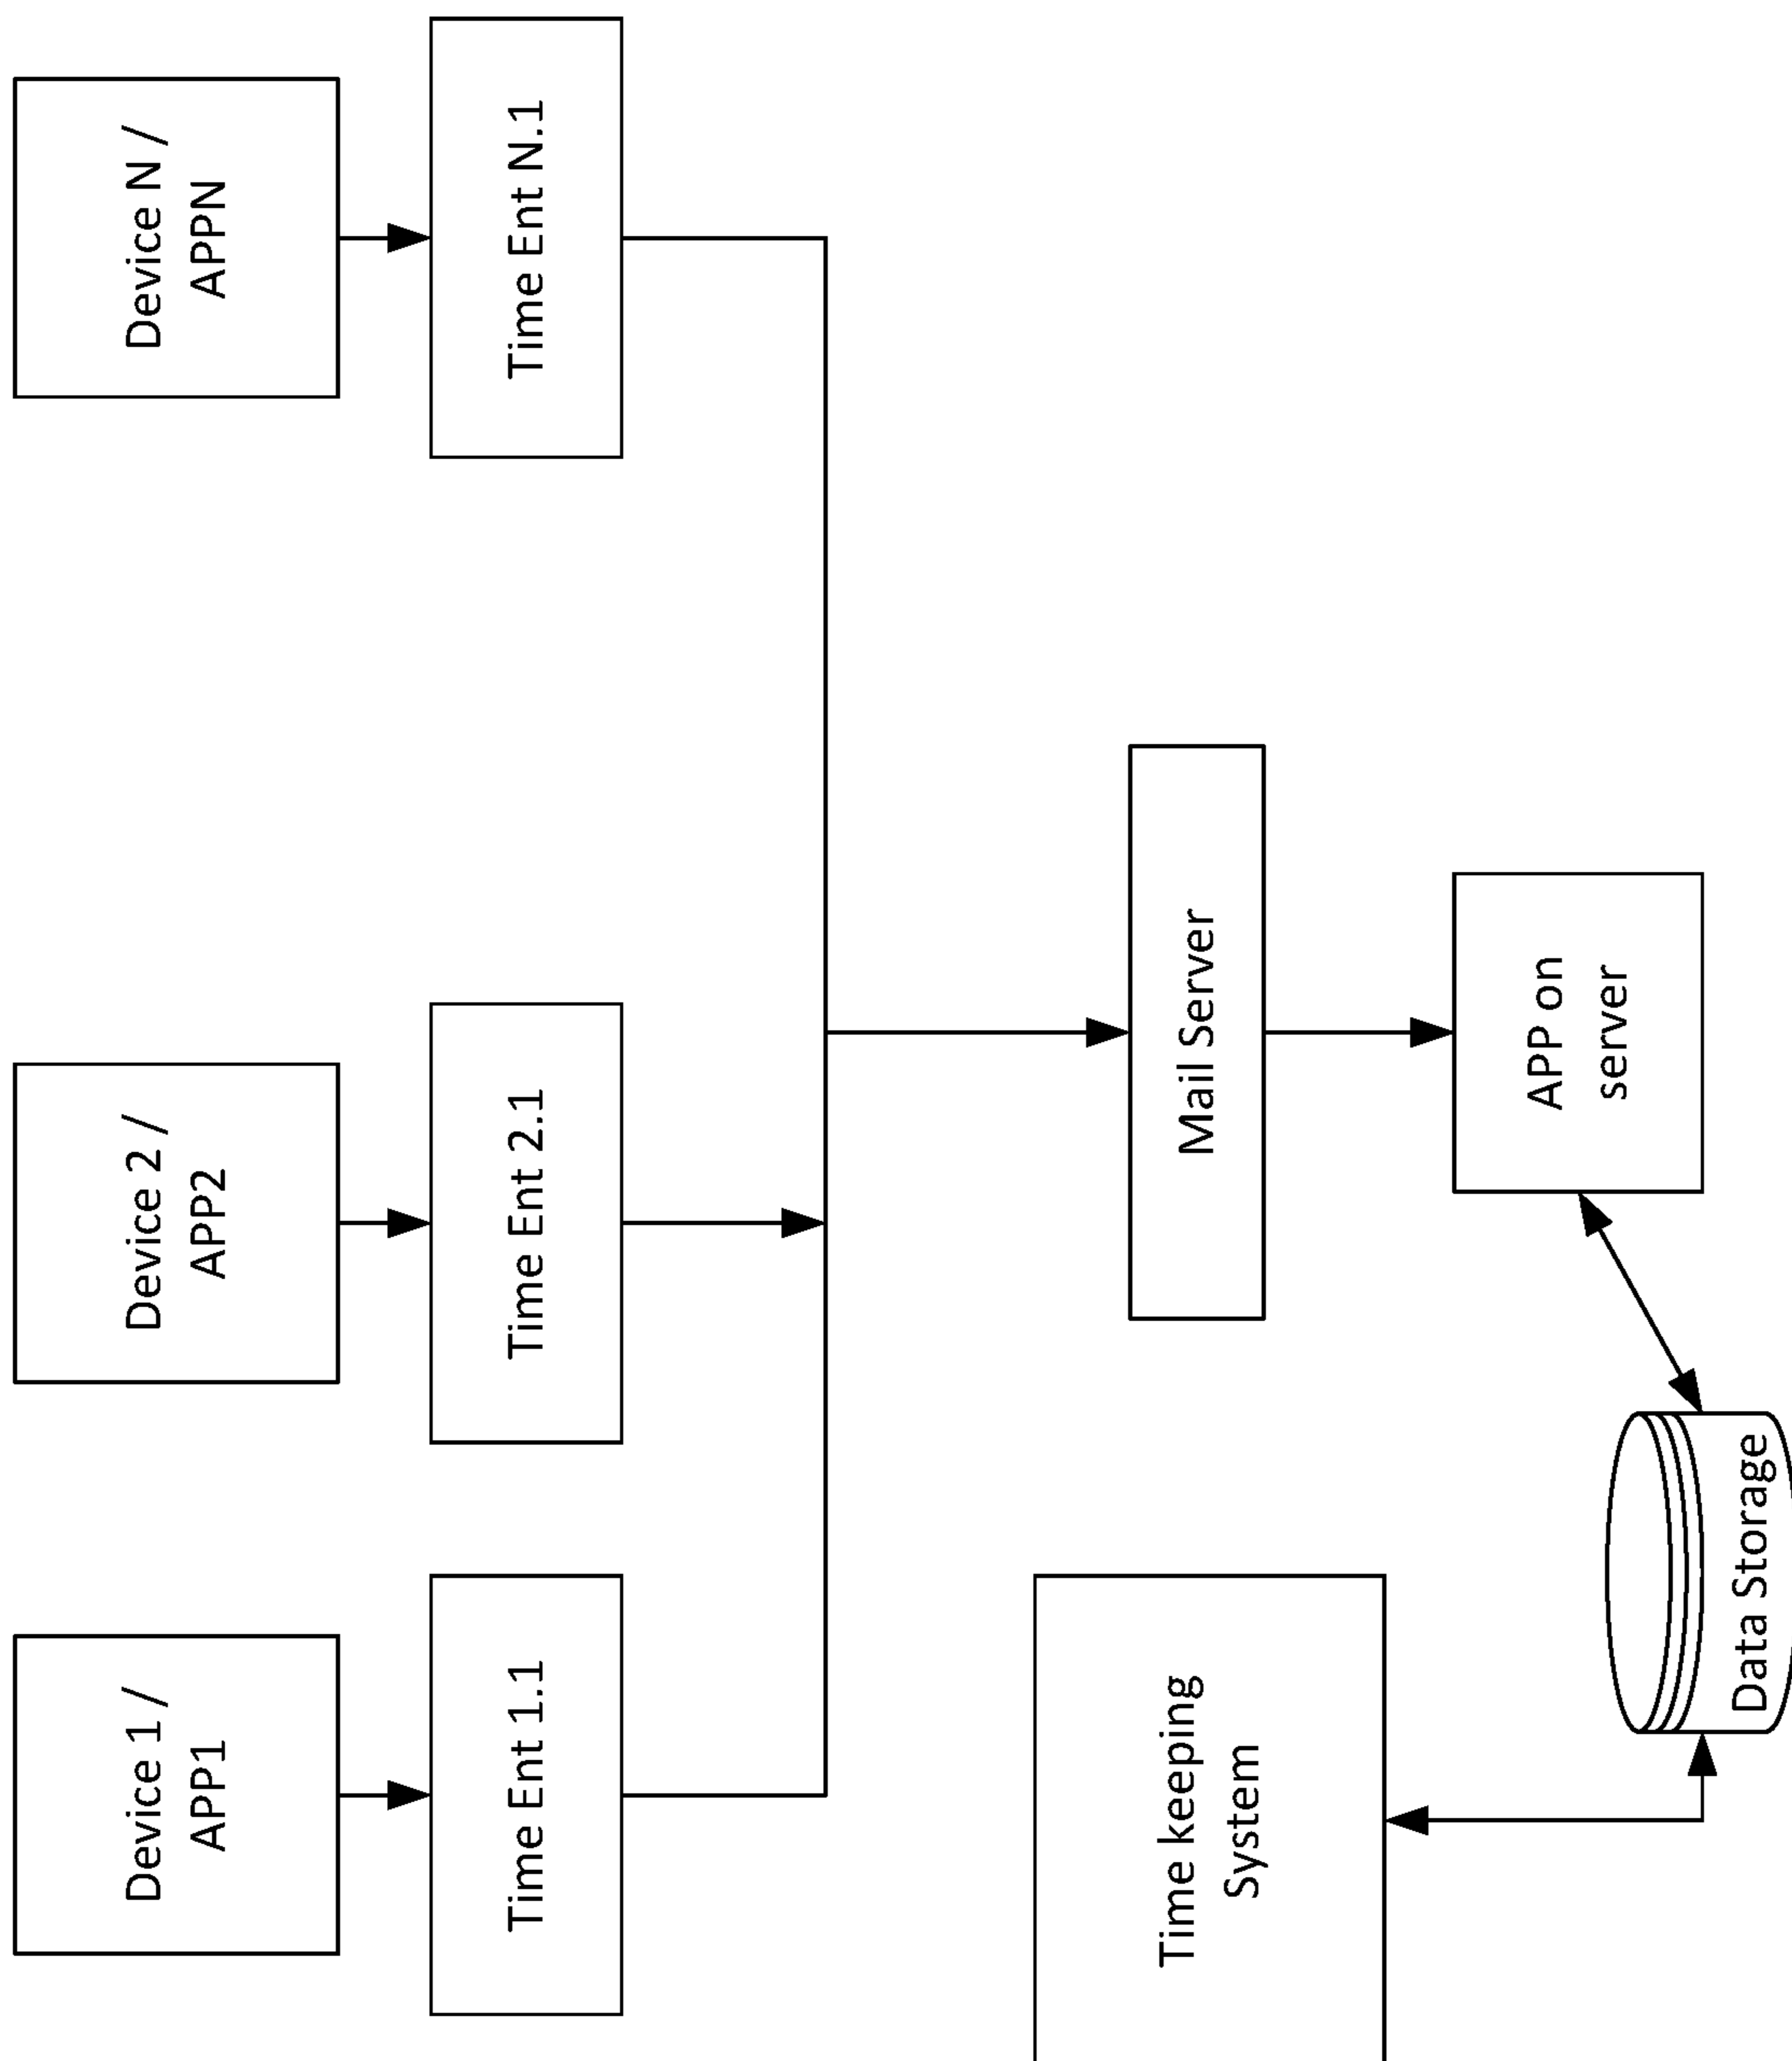 Device 1 /
APP1
Device 2 /
APP2
Device N /
APPN
Time Ent 1.1
Time Ent 2.1
Time Ent N.1
Time keeping
System
Mail Server
APP on
server
Data Storage